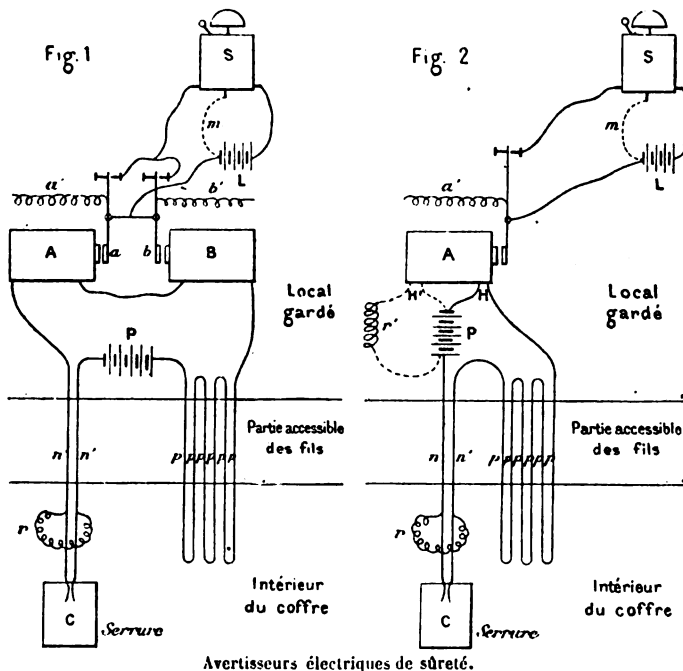 Fig. 1
S
m
L
a'
b'
A
a
b
B
Local
gardé
P
Partie accessible
des fils
n
n'
p
p
p
p
p
r
Intérieur
du coffre
C
Serrure
Fig. 2
S
m
L
a'
A
H
H
r'
P
Local
gardé
Partie accessible
des fils
n
n'
p
p
p
p
p
r
Intérieur
du coffre
C
Serrure
Avertisseurs électriques de sûreté.